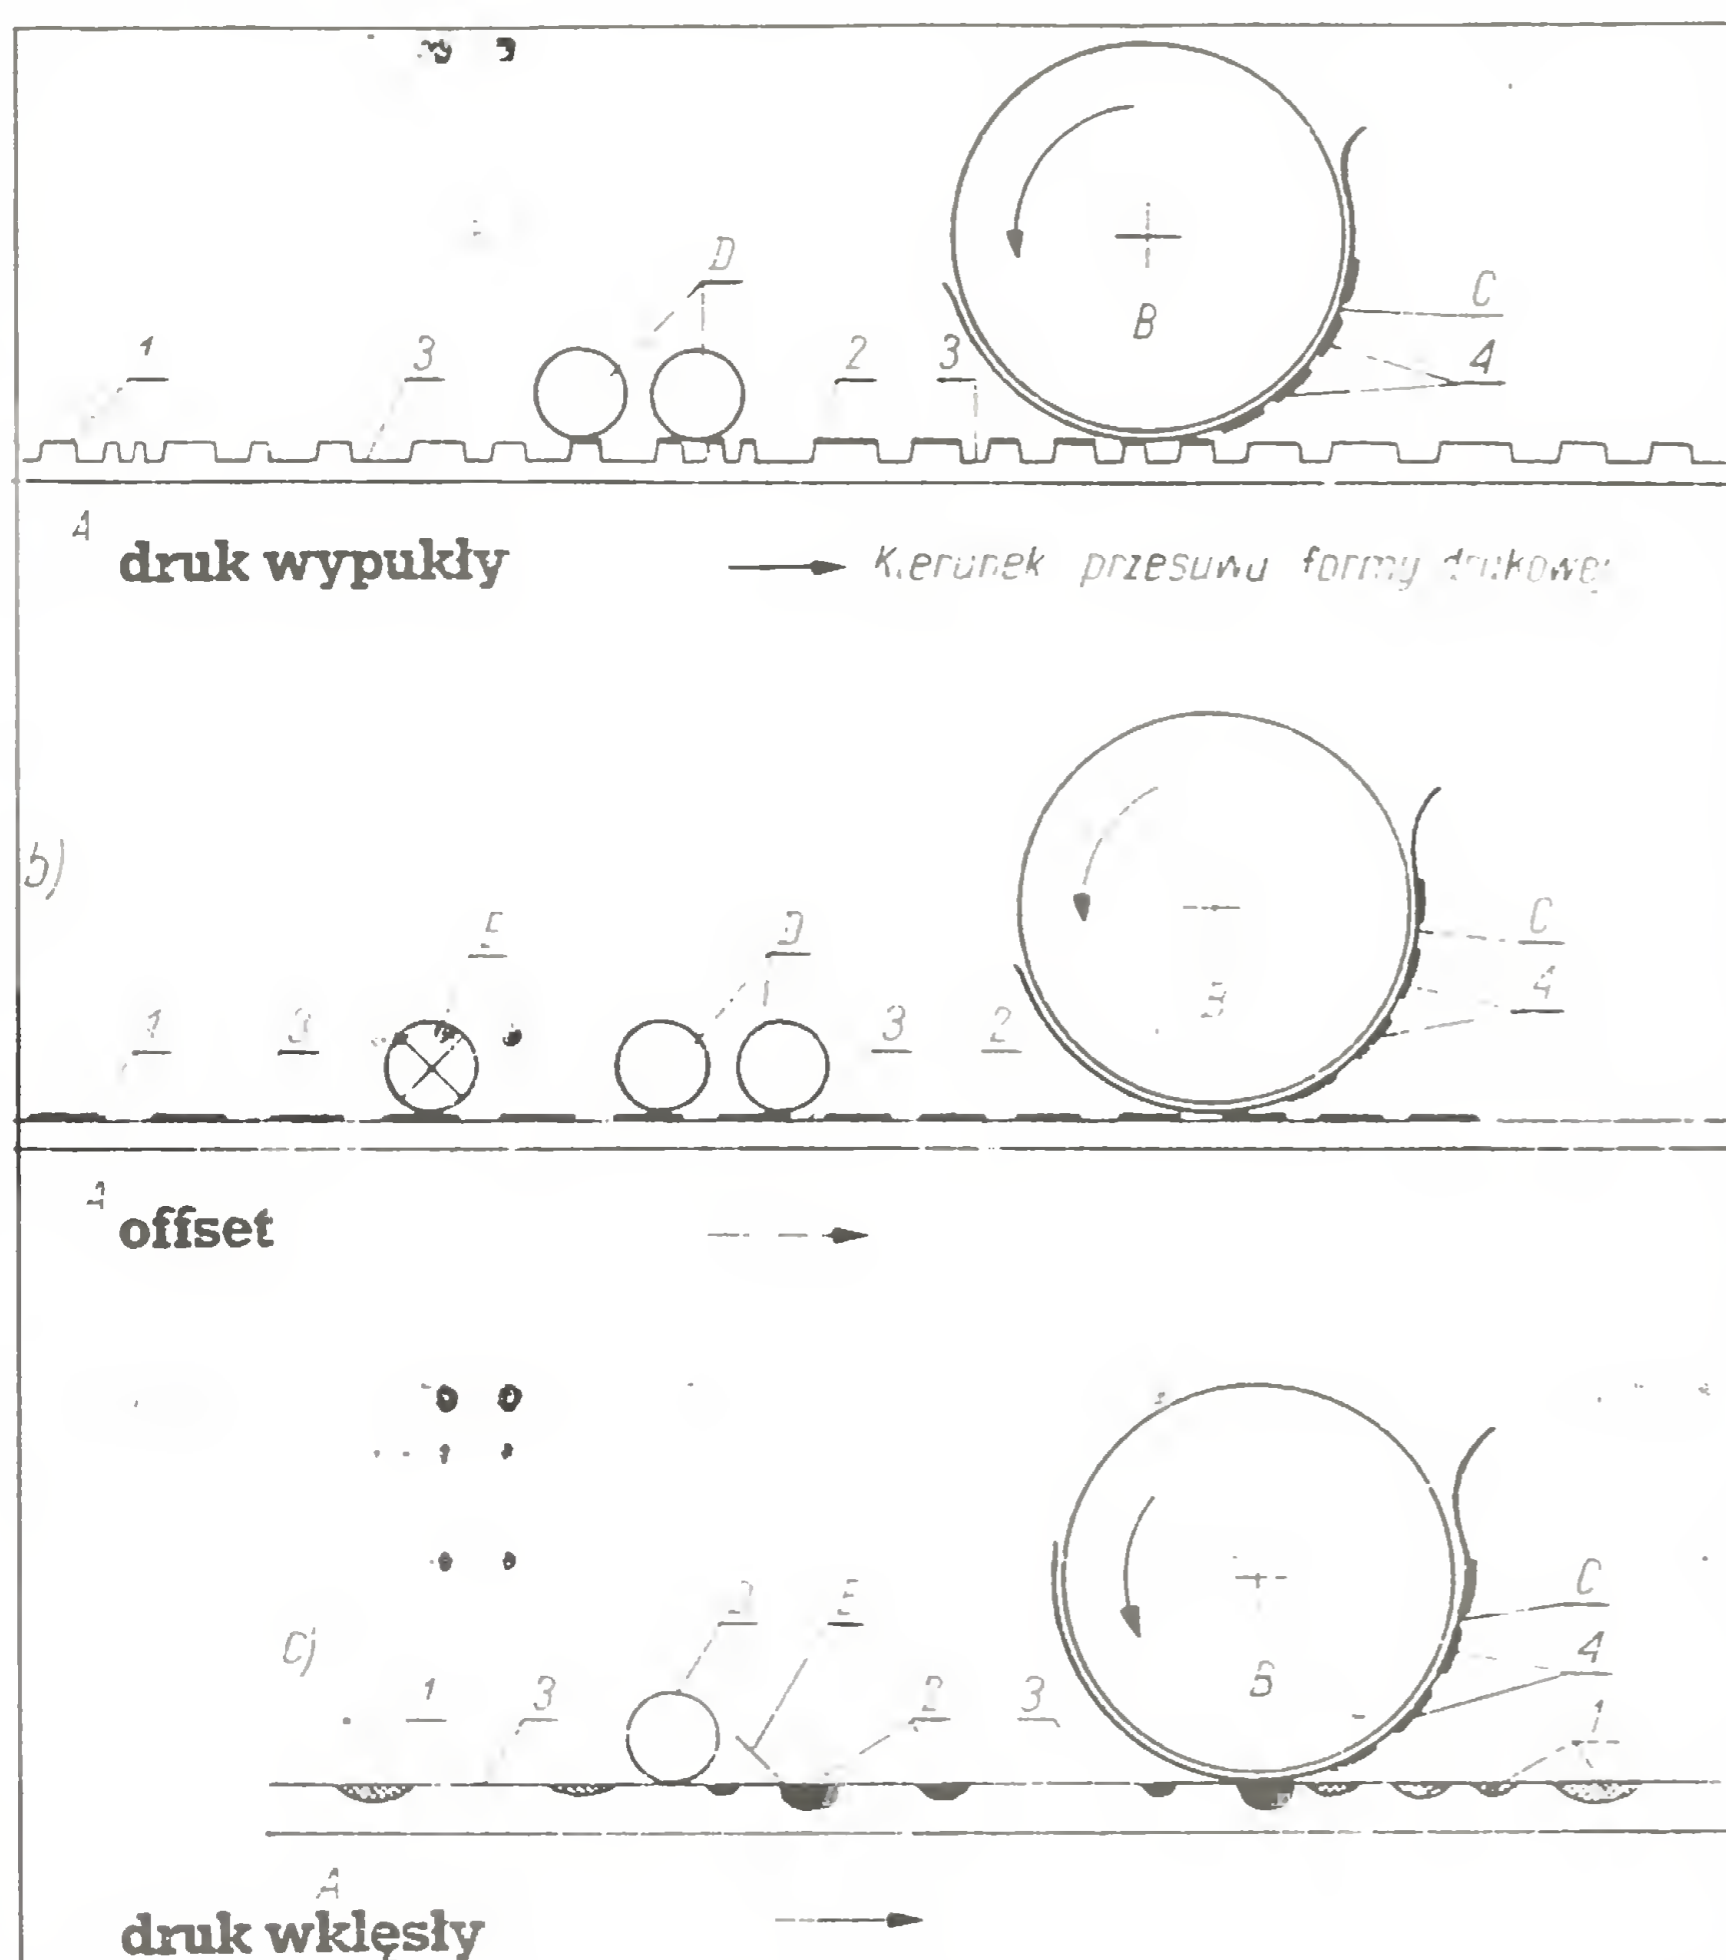 D
B
C
1 3 2 3 4
A
druk wypukły
Kierunek przesuwu formy drukowej
b)
E D C
1 3 3 2 B 4
A
offset
c)
D E C
1 3 2 3 B 4
1
A
druk wklęsły